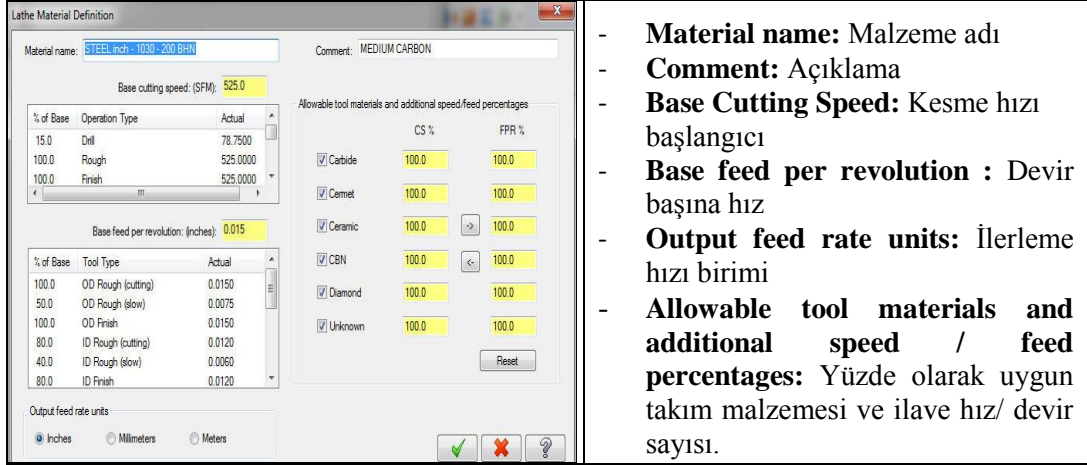 Lathe Material Definition
Material name: STEEL inch - 1030 - 200 BHN
Comment: MEDIUM CARBON
Base cutting speed: (SFM): 525.0
% of Base Operation Type Actual
15.0 Drill 78.7500
100.0 Rough 525.0000
100.0 Finish 525.0000
Base feed per revolution: (inches): 0.015
% of Base Tool Type Actual
100.0 OD Rough (cutting) 0.0150
50.0 OD Rough (slow) 0.0075
100.0 OD Finish 0.0150
80.0 ID Rough (cutting) 0.0120
40.0 ID Rough (slow) 0.0060
80.0 ID Finish 0.0120
Output feed rate units
Inches Millimeters Meters
Allowable tool materials and additional speed/feed percentages
CS % FPR %
Carbide 100.0 100.0
Cermet 100.0 100.0
Ceramic 100.0 -> 100.0
CBN 100.0 <- 100.0
Diamond 100.0 100.0
Unknown 100.0 100.0
Reset
?
- Material name: Malzeme adı
- Comment: Açıklama
- Base Cutting Speed: Kesme hızı
başlangıcı
- Base feed per revolution : Devir
başına hız
- Output feed rate units: İlerleme
hızı birimi
- Allowable tool materials and
additional speed / feed
percentages: Yüzde olarak uygun
takım malzemesi ve ilave hız/ devir
sayısı.